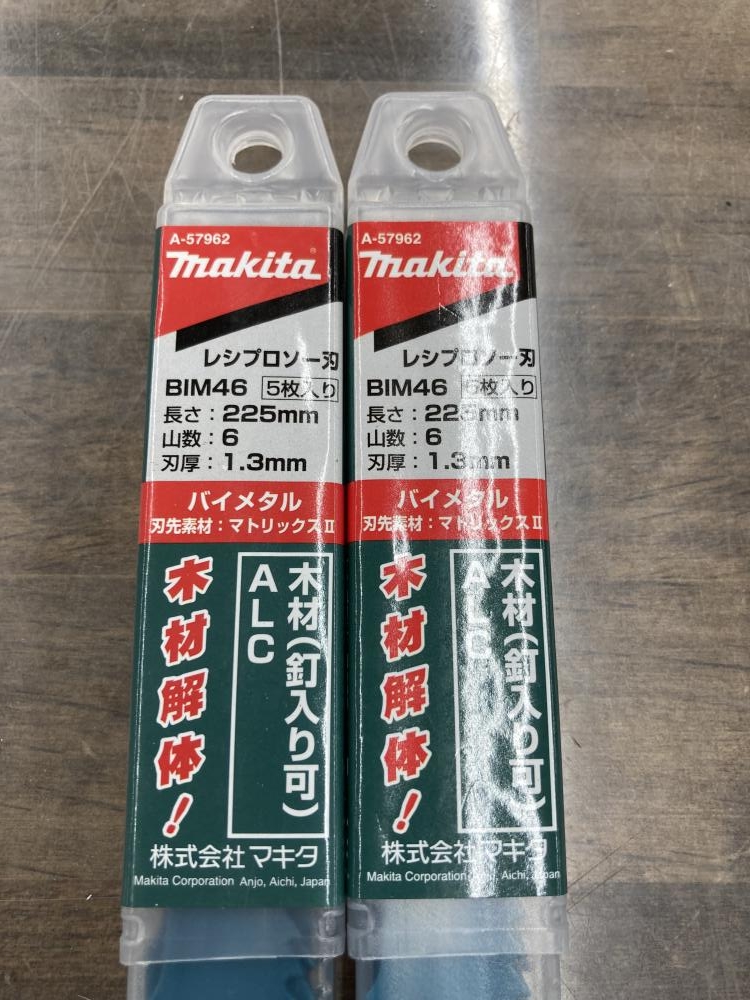 A-57962
makita®
レシプロソー刃
BIM46 5枚入り
長さ:225mm
山数:6
刃厚:1.3mm
バイメタル
刃先素材:マトリックスⅡ
木材解体!
木材(釘入り可)
ALC
株式会社マキタ
Makita Corporation Anjo, Aichi, Japan
A-57962
makita
レシプロソー刃
BIM46 5枚入り
長さ:225mm
山数:6
刃厚:1.3mm
バイメタル
刃先素材:マトリックスⅡ
木材解体!
木材(釘入り可)
ALC
株式会社マキタ
Makita Corporation Anjo, Aichi, Japan